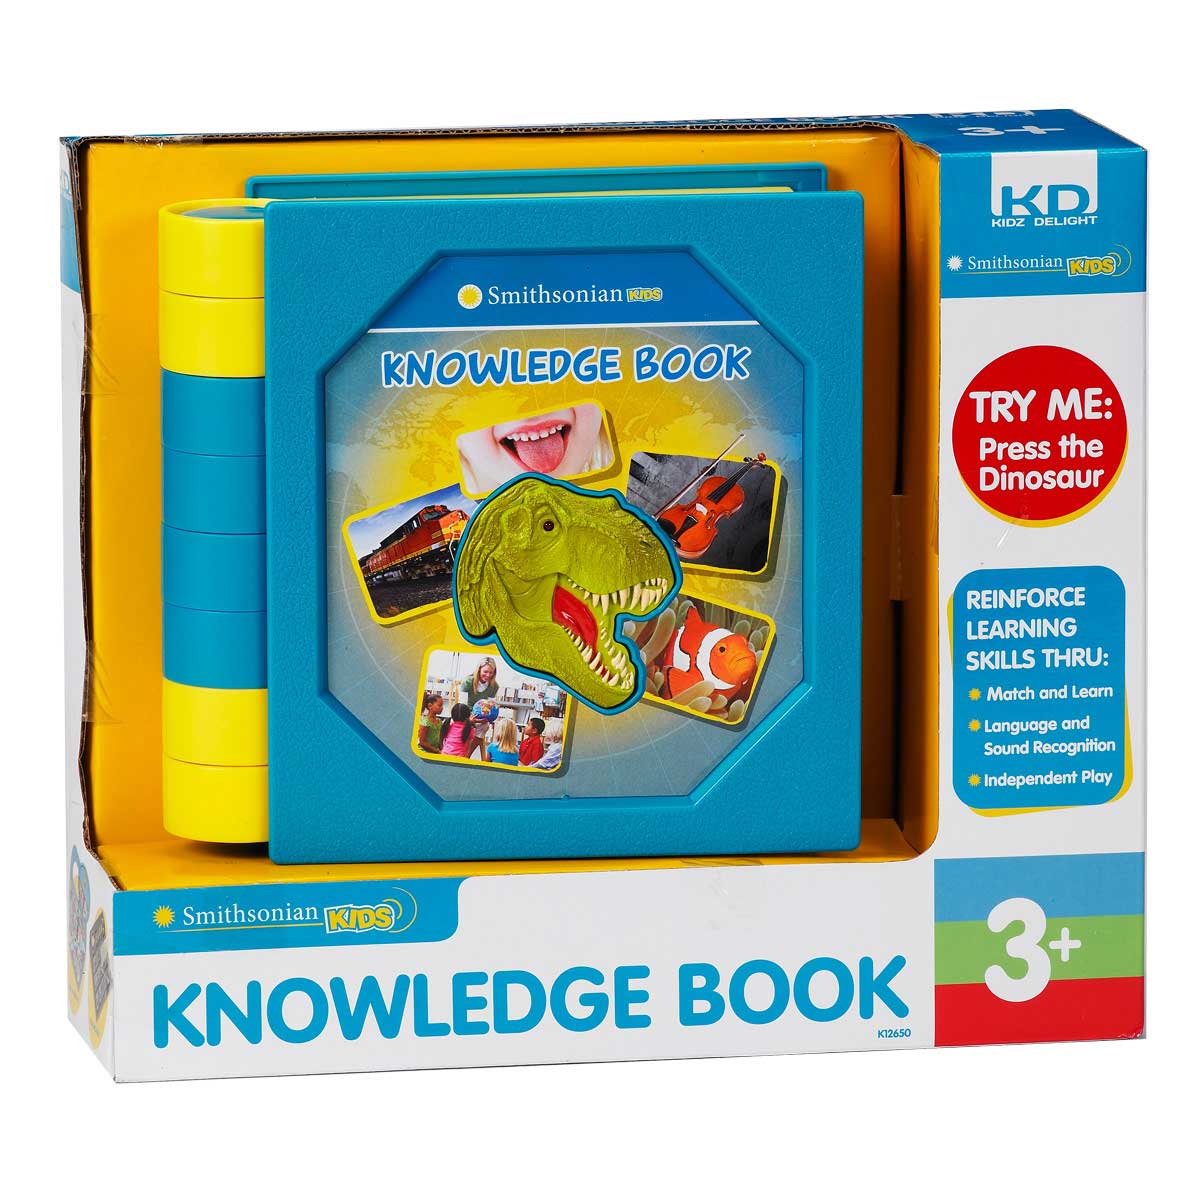 3+
KD
KIDZ DELIGHT
Smithsonian KIDS
Smithsonian KIDS
KNOWLEDGE BOOK
TRY ME:
Press the
Dinosaur
REINFORCE
LEARNING
SKILLS THRU:
Match and Learn
Language and
Sound Recognition
Independent Play
3+
Smithsonian KIDS
KNOWLEDGE BOOK
K12650